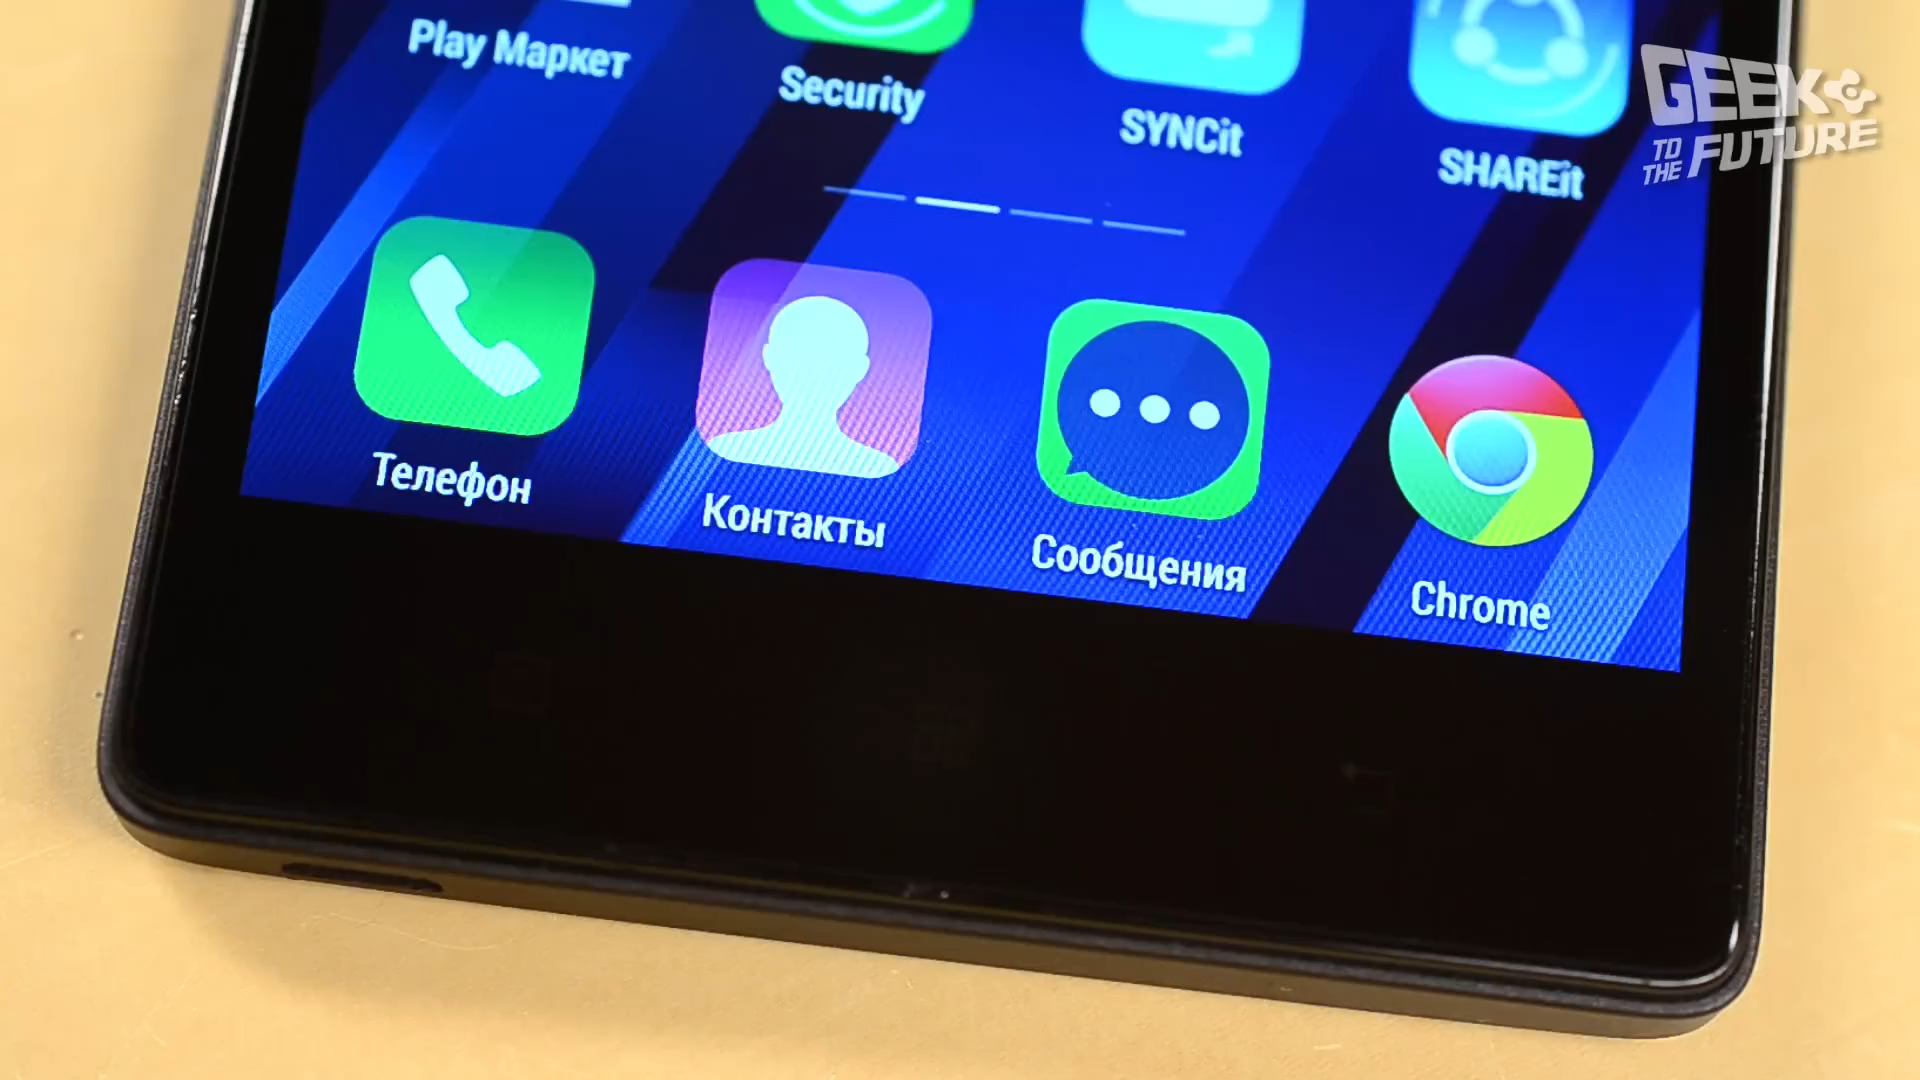 Play Маркет
Security
SYNCit
SHAREit
GEEK
TO THE FUTURE
Телефон
Контакты
Сообщения
Chrome